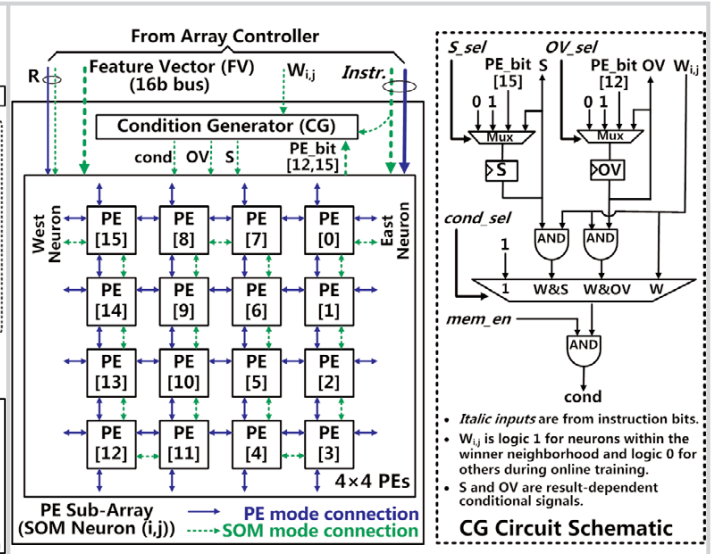 From Array Controller
R
Feature Vector (FV)
(16b bus)
Wi,j
Instr.
Condition Generator (CG)
cond
OV
S
PE_bit
[12,15]
West
Neuron
East
Neuron
PE
[15]
PE
[8]
PE
[7]
PE
[0]
PE
[14]
PE
[9]
PE
[6]
PE
[1]
PE
[13]
PE
[10]
PE
[5]
PE
[2]
PE
[12]
PE
[11]
PE
[4]
PE
[3]
4×4 PEs
PE Sub-Array
(SOM Neuron (i,j))
PE mode connection
SOM mode connection
S_sel
OV_sel
PE_bit
[15]
S
PE_bit
[12]
OV
Wi,j
0 1
0 1
Mux
Mux
S
OV
cond_sel
1
AND
AND
1
W&S
W&OV
W
mem_en
AND
cond
• Italic inputs are from instruction bits.
• Wi,j is logic 1 for neurons within the
winner neighborhood and logic 0 for
others during online training.
• S and OV are result-dependent
conditional signals.
CG Circuit Schematic